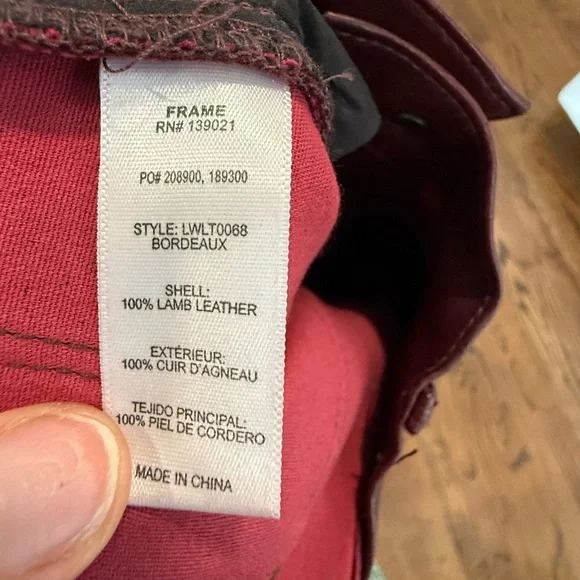 FRAME
RN# 139021
PO# 208900, 189300
STYLE: LWLT0068
BORDEAUX
SHELL:
100% LAMB LEATHER
EXTÉRIEUR:
100% CUIR D'AGNEAU
TEJIDO PRINCIPAL:
100% PIEL DE CORDERO
MADE IN CHINA